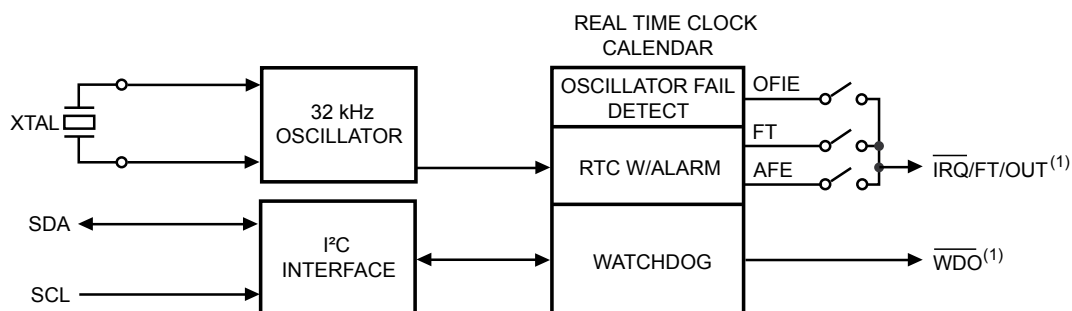 REAL TIME CLOCK
CALENDAR
XTAL
32 kHz
OSCILLATOR
OSCILLATOR FAIL
DETECT
OFIE
FT
RTC W/ALARM
AFE
IRQ/FT/OUT(1)
SDA
I²C
INTERFACE
WATCHDOG
WDO(1)
SCL